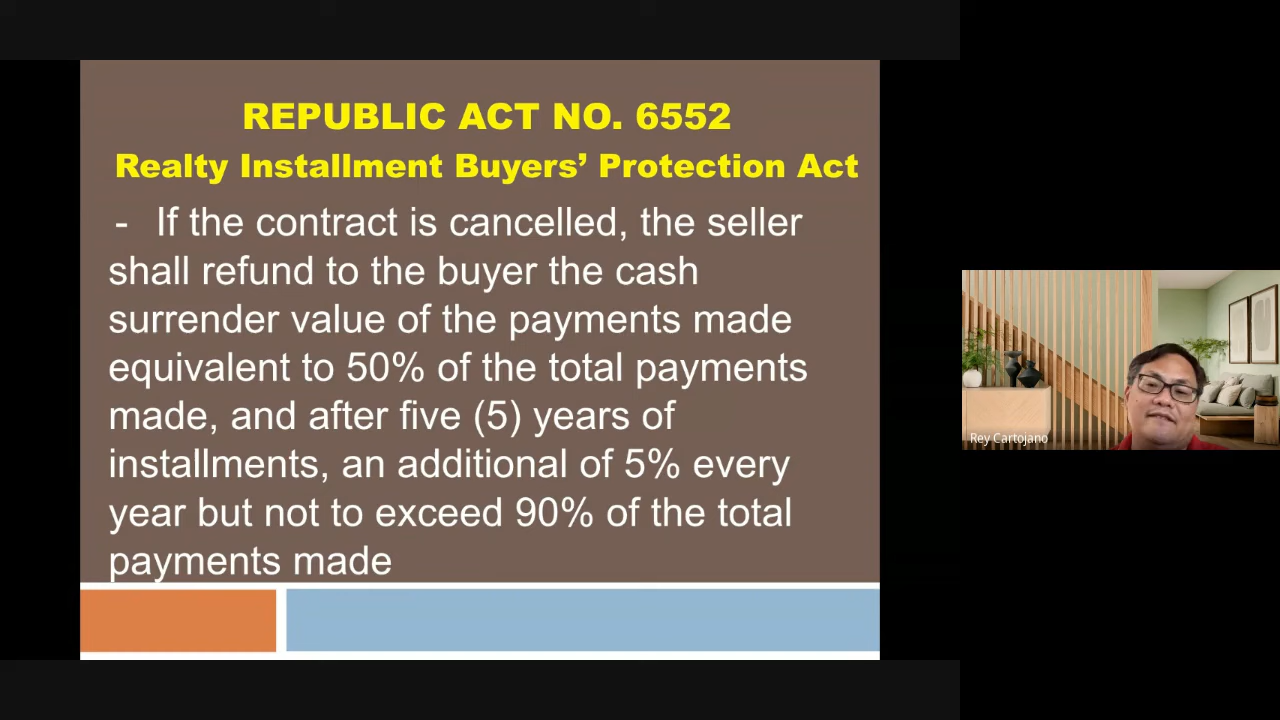 REPUBLIC ACT NO. 6552
Realty Installment Buyers’ Protection Act
- If the contract is cancelled, the seller
shall refund to the buyer the cash
surrender value of the payments made
equivalent to 50% of the total payments
made, and after five (5) years of
installments, an additional of 5% every
year but not to exceed 90% of the total
payments made
Rey Cartojano